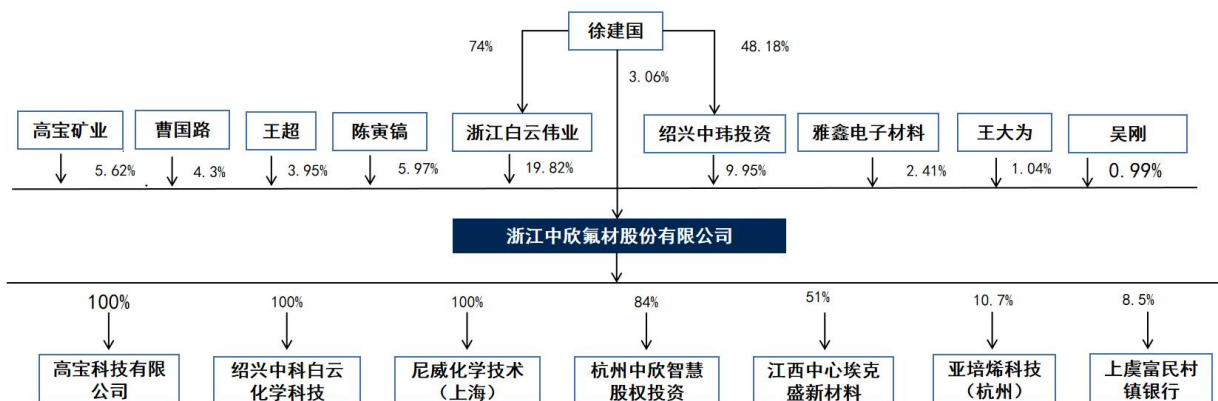 徐建国
74%
48.18%
3.06%
高宝矿业
曹国路
王超
陈寅镐
浙江白云伟业
绍兴中玮投资
雅鑫电子材料
王大为
吴刚
5.62%
4.3%
3.95%
5.97%
19.82%
9.95%
2.41%
1.04%
0.99%
浙江中欣氟材股份有限公司
100%
100%
100%
84%
51%
10.7%
8.5%
高宝科技有限
公司
绍兴中科白云
化学科技
尼威化学技术
（上海）
杭州中欣智慧
股权投资
江西中心埃克
盛新材料
亚培烯科技
（杭州）
上虞富民村
镇银行